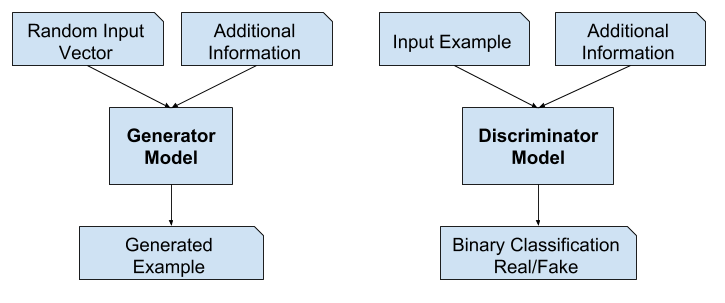 Random Input
Vector
Additional
Information
Input Example
Additional
Information
Generator
Model
Discriminator
Model
Generated
Example
Binary Classification
Real/Fake